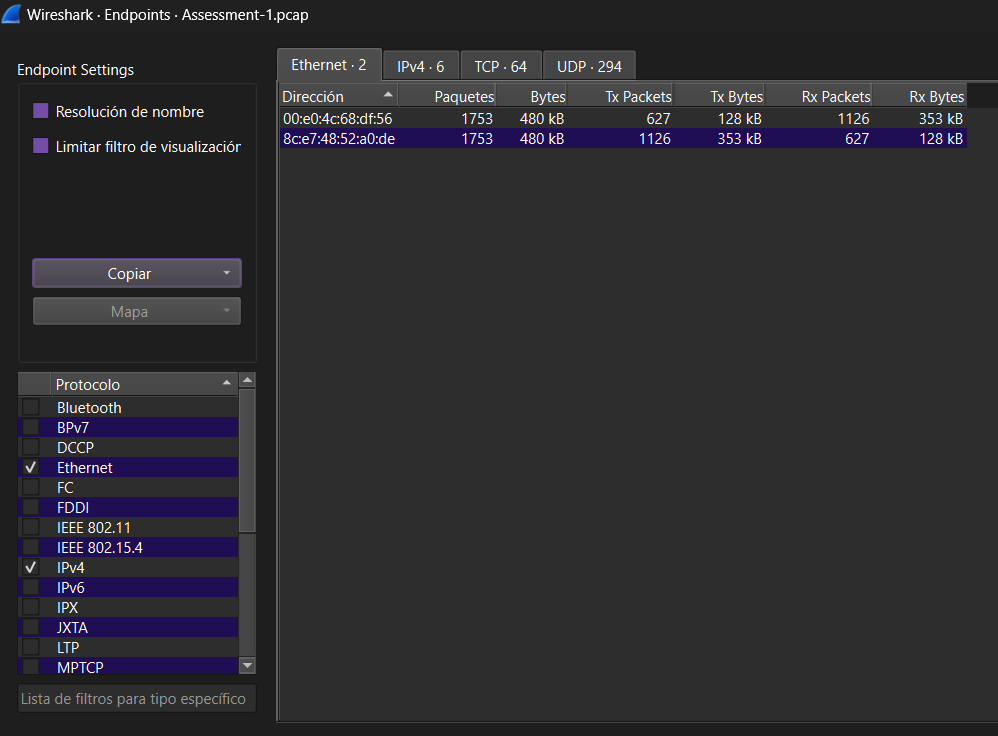 Wireshark · Endpoints · Assessment-1.pcap
Endpoint Settings
Resolución de nombre
Limitar filtro de visualización
Copiar
Mapa
Protocolo
Bluetooth
BPv7
DCCP
Ethernet
FC
FDDI
IEEE 802.11
IEEE 802.15.4
IPv4
IPv6
IPX
JXTA
LTP
MPTCP
Lista de filtros para tipo específico
Ethernet · 2 IPv4 · 6 TCP · 64 UDP · 294
Dirección Paquetes Bytes Tx Packets Tx Bytes Rx Packets Rx Bytes
00:e0:4c:68:df:56 1753 480 kB 627 128 kB 1126 353 kB
8c:e7:48:52:a0:de 1753 480 kB 1126 353 kB 627 128 kB